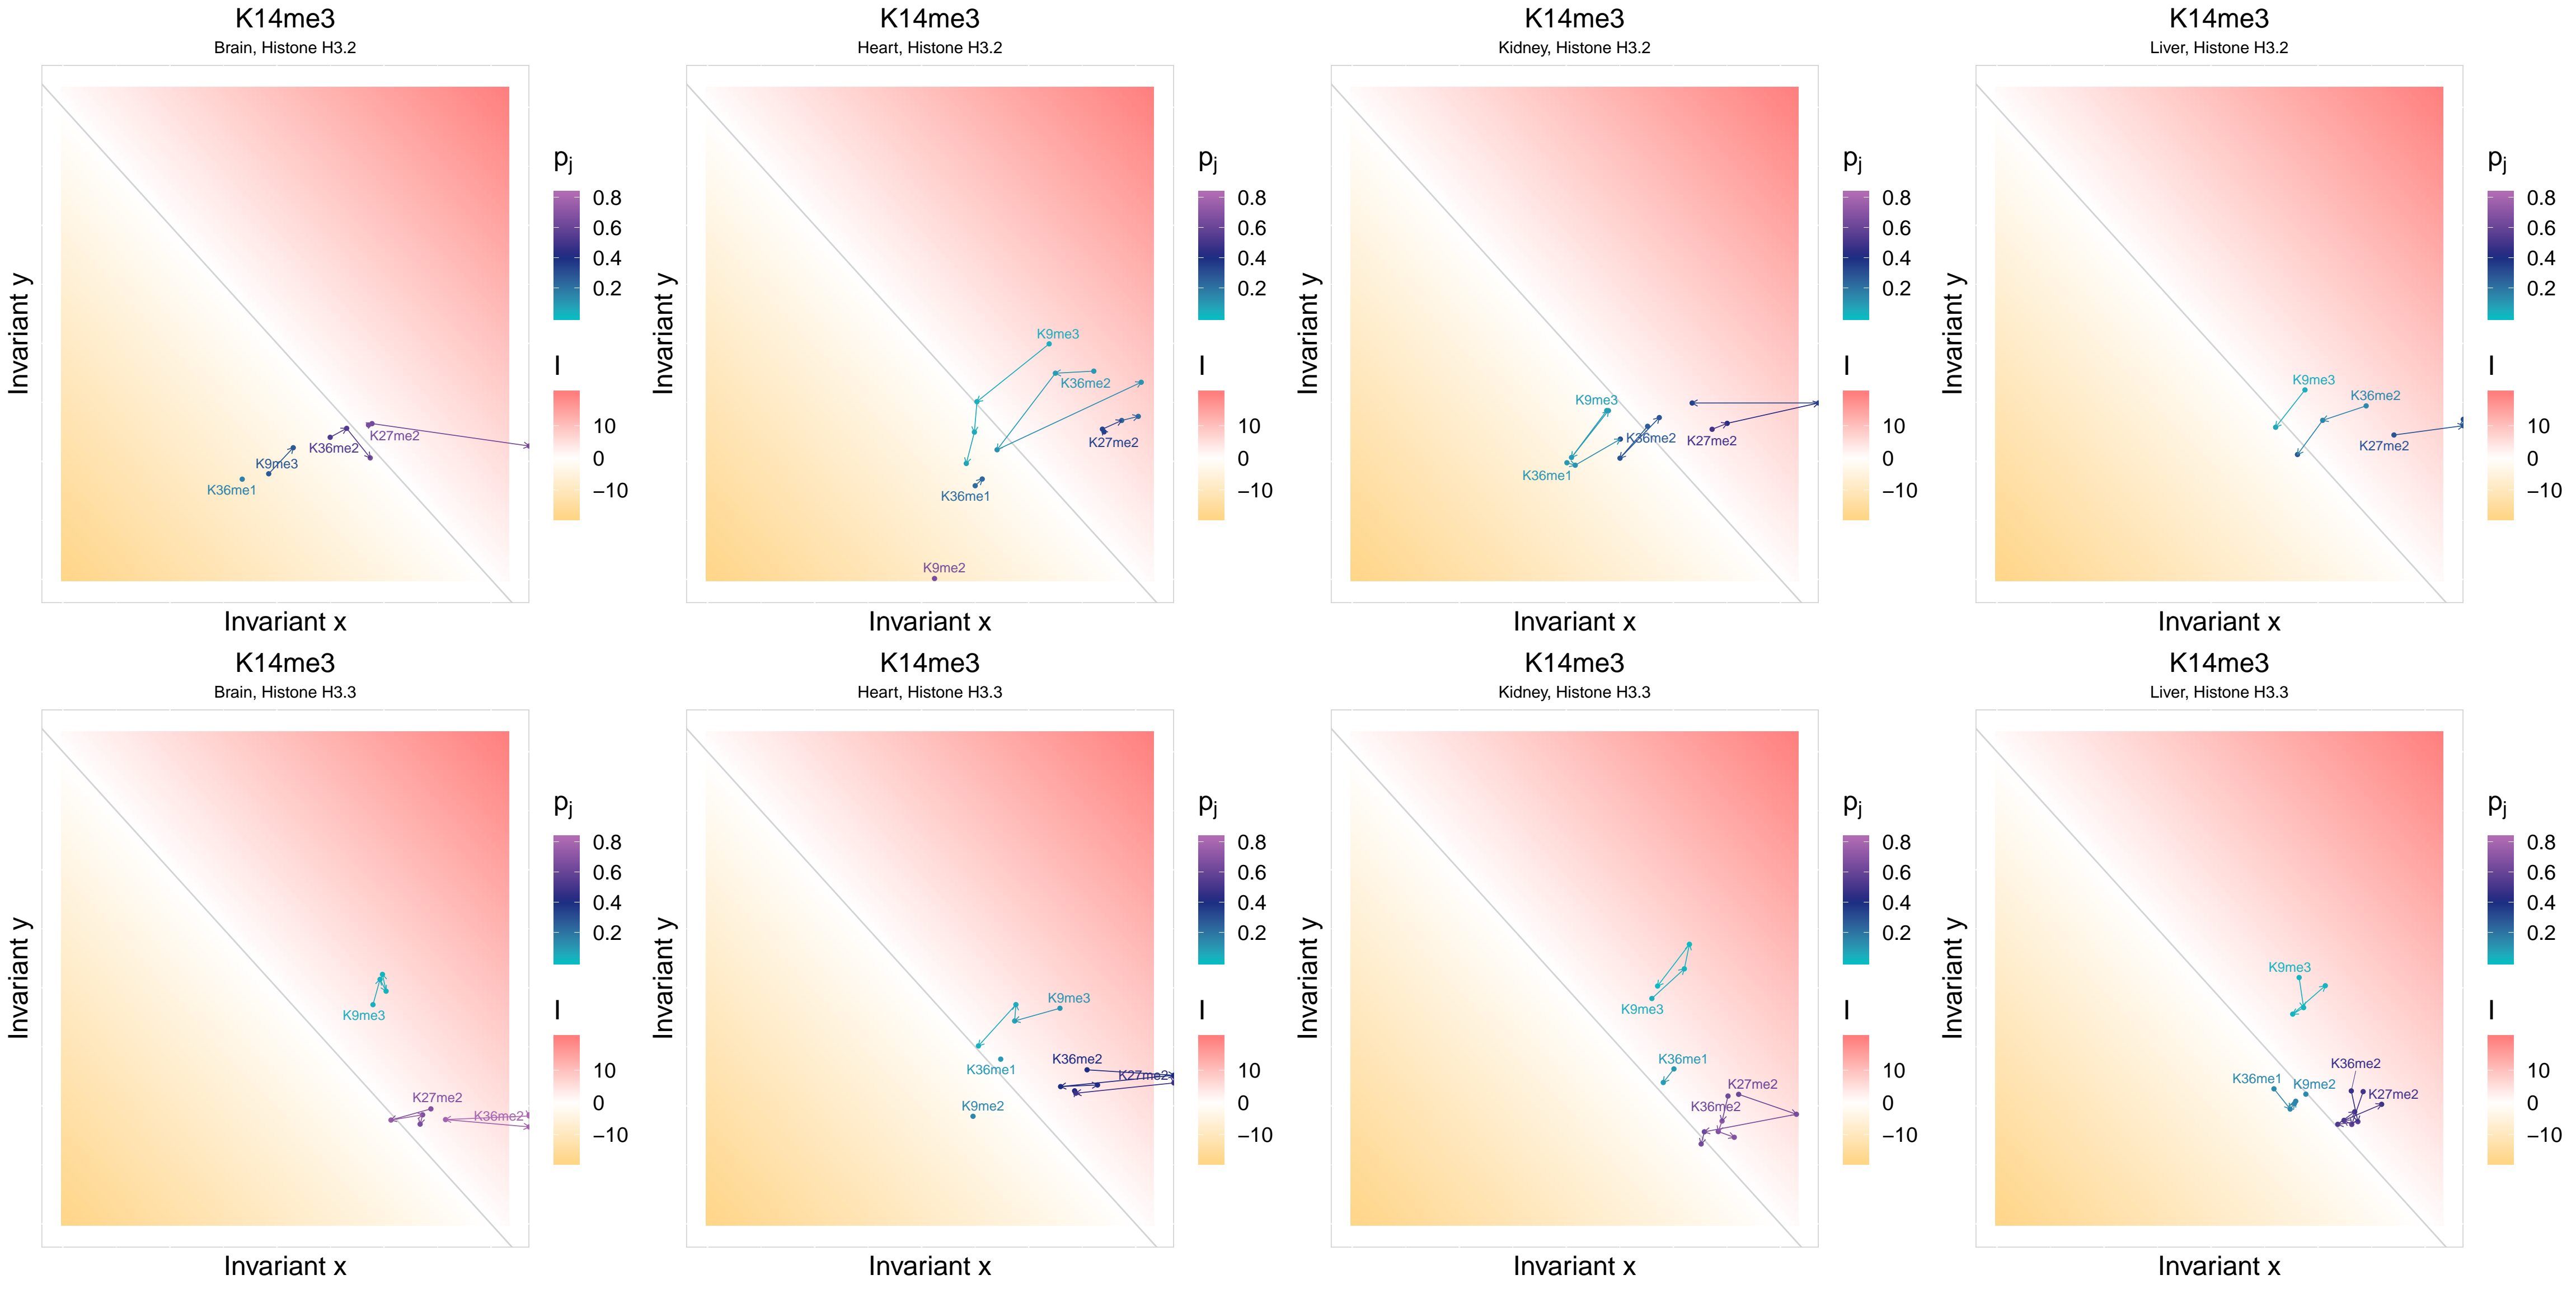 K14me3
Brain, Histone H3.2
Invariant y
Invariant x
K36me1
K9me3
K36me2
K27me2
pj
0.8
0.6
0.4
0.2
I
10
0
−10
K14me3
Heart, Histone H3.2
Invariant y
Invariant x
K9me3
K36me2
K27me2
K36me1
K9me2
pj
0.8
0.6
0.4
0.2
I
10
0
−10
K14me3
Kidney, Histone H3.2
Invariant y
Invariant x
K9me3
K36me2
K27me2
K36me1
pj
0.8
0.6
0.4
0.2
I
10
0
−10
K14me3
Liver, Histone H3.2
Invariant y
Invariant x
K9me3
K36me2
K27me2
pj
0.8
0.6
0.4
0.2
I
10
0
−10
K14me3
Brain, Histone H3.3
Invariant y
Invariant x
K9me3
K27me2
K36me2
pj
0.8
0.6
0.4
0.2
I
10
0
−10
K14me3
Heart, Histone H3.3
Invariant y
Invariant x
K9me3
K36me2
K36me1
K27me2
K9me2
pj
0.8
0.6
0.4
0.2
I
10
0
−10
K14me3
Kidney, Histone H3.3
Invariant y
Invariant x
K9me3
K36me1
K27me2
K36me2
pj
0.8
0.6
0.4
0.2
I
10
0
−10
K14me3
Liver, Histone H3.3
Invariant y
Invariant x
K9me3
K36me2
K36me1
K9me2
K27me2
pj
0.8
0.6
0.4
0.2
I
10
0
−10